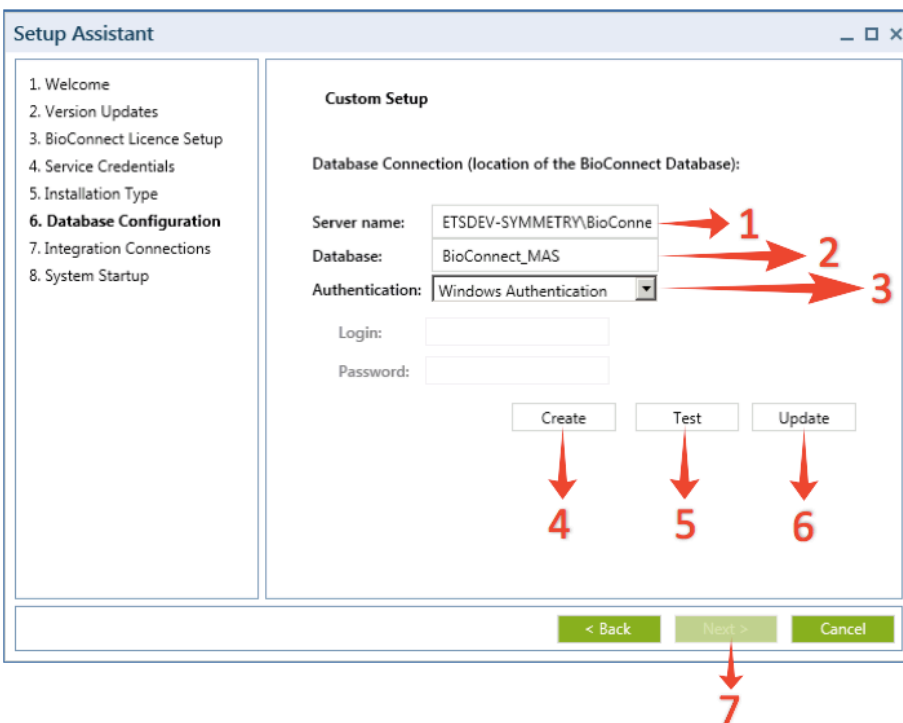 Setup Assistant
1. Welcome
2. Version Updates
3. BioConnect Licence Setup
4. Service Credentials
5. Installation Type
6. Database Configuration
7. Integration Connections
8. System Startup
Custom Setup
Database Connection (location of the BioConnect Database):
Server name: ETSDEV-SYMMETRY\BioConne 1
Database: BioConnect_MAS 2
Authentication: Windows Authentication 3
Login:
Password:
Create Test Update
4 5 6
< Back Next > Cancel
7